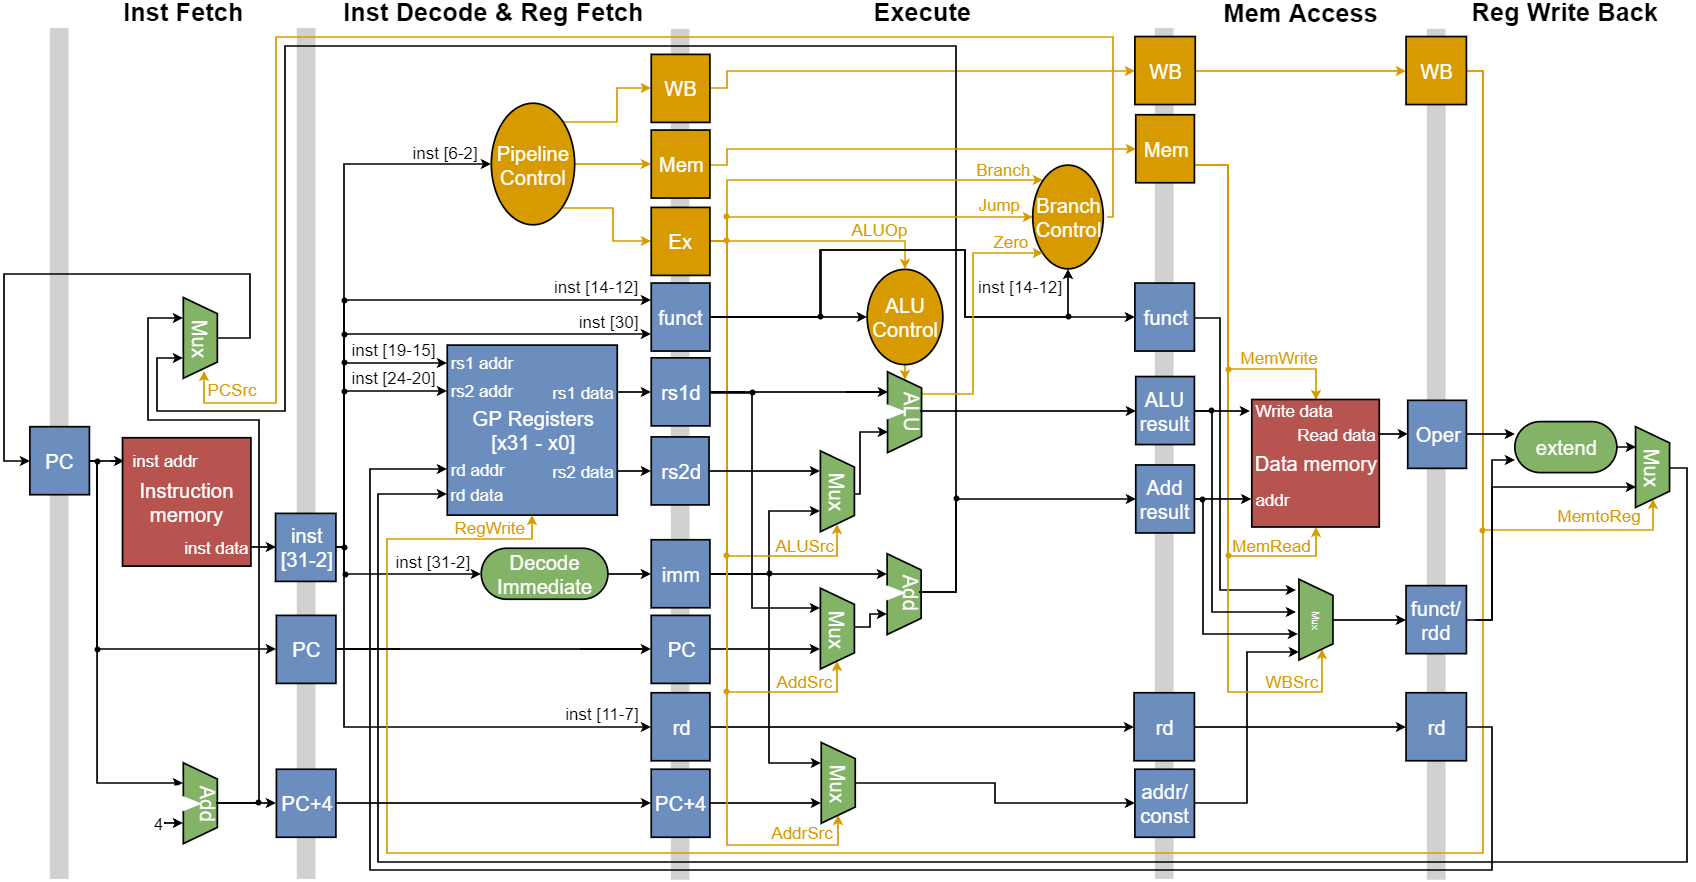 Inst Fetch
Inst Decode & Reg Fetch
Execute
Mem Access
Reg Write Back
WB
WB
WB
Pipeline
Control
inst [6-2]
Mem
Mem
Ex
Branch
Jump
Zero
Branch
Control
ALUOp
inst [14-12]
inst [30]
funct
ALU
Control
inst [14-12]
funct
Mux
PCSrc
inst [19-15]
inst [24-20]
rs1 addr
rs2 addr
rs1 data
GP Registers
[x31 - x0]
rd addr
rs2 data
rd data
RegWrite
rs1d
rs2d
ALU
Mux
ALUSrc
ALU
result
Add
result
MemWrite
Write data
Read data
Data memory
addr
MemRead
Oper
extend
Mux
MemtoReg
PC
inst addr
Instruction
memory
inst data
inst
[31-2]
inst [31-2]
Decode
Immediate
imm
Add
Mux
AddSrc
Mux
WBSrc
funct/
rdd
PC
PC
inst [11-7]
rd
rd
rd
4
Add
PC+4
PC+4
Mux
AddrSrc
addr/
const